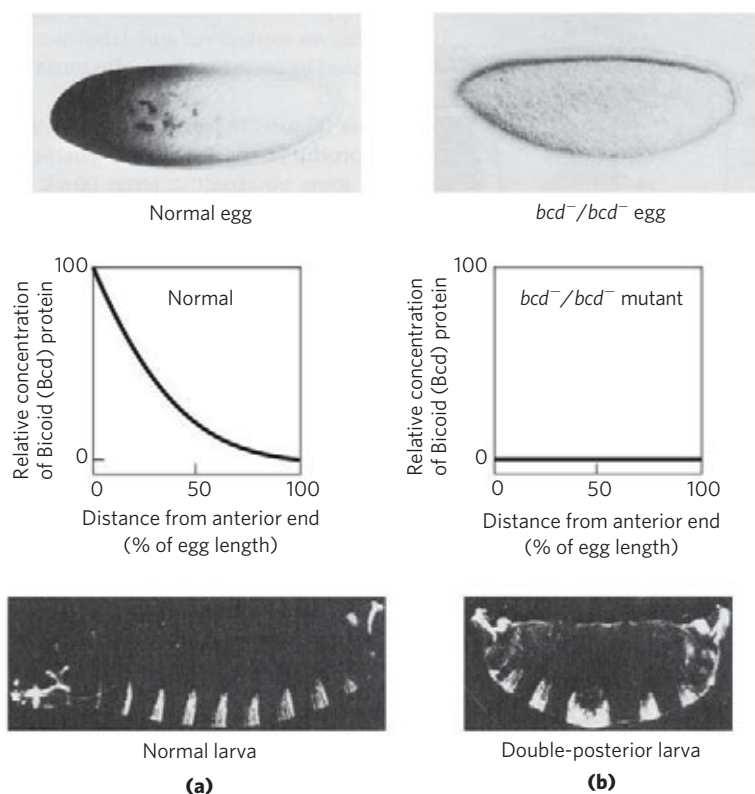 Normal egg
bcd⁻/bcd⁻ egg
100
Normal
Relative concentration
of Bicoid (Bcd) protein
0
0 50 100
Distance from anterior end
(% of egg length)
100
bcd⁻/bcd⁻ mutant
Relative concentration
of Bicoid (Bcd) protein
0
0 50 100
Distance from anterior end
(% of egg length)
Normal larva
(a)
Double-posterior larva
(b)